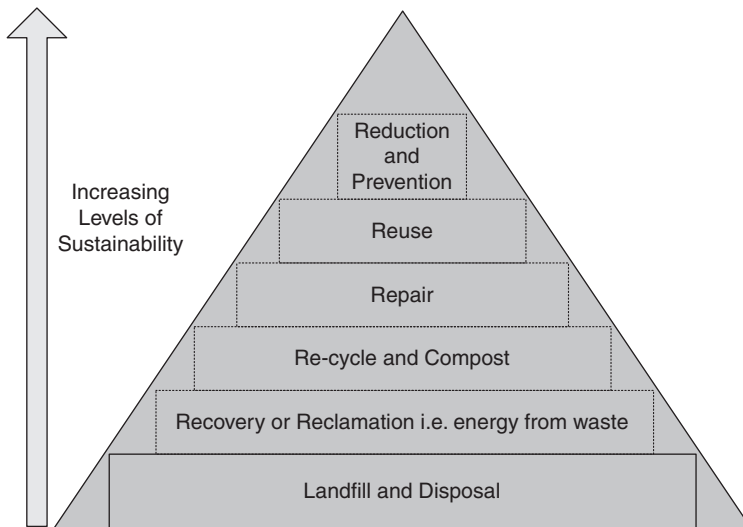 Reduction
and
Prevention
Increasing
Levels of
Sustainability
Reuse
Repair
Re-cycle and Compost
Recovery or Reclamation i.e. energy from waste
Landfill and Disposal